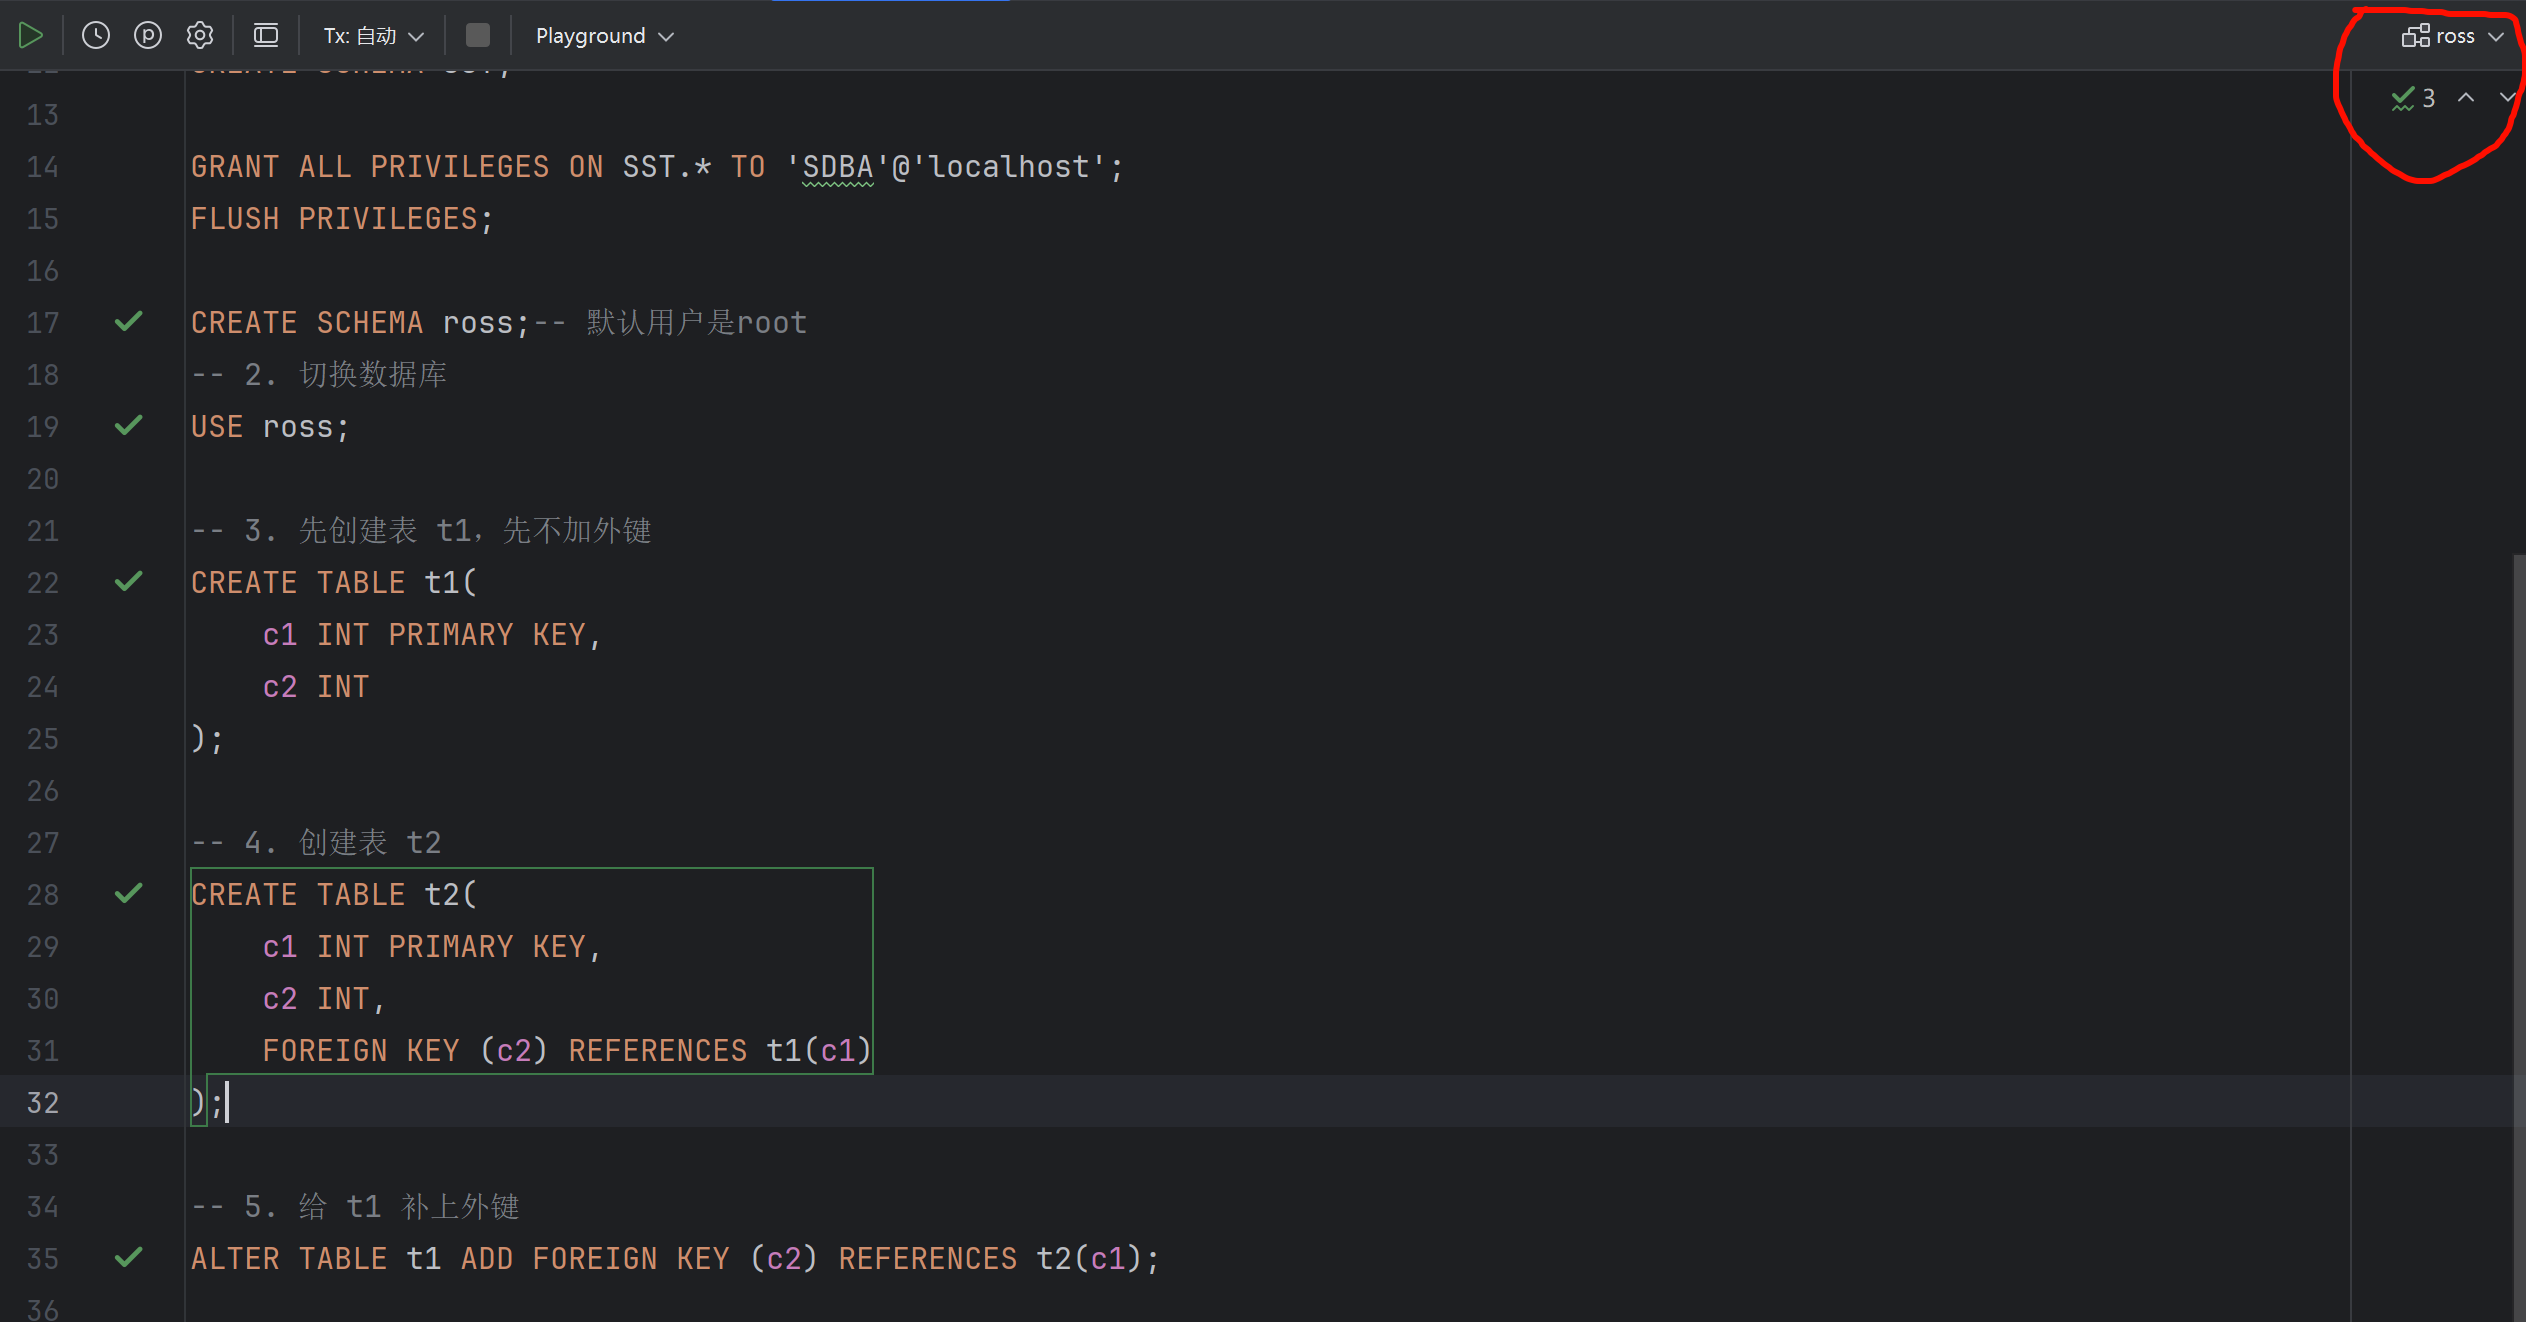 Tx: 自动
Playground
ross
3
13
14 GRANT ALL PRIVILEGES ON SST.* TO 'SDBA'@'localhost';
15 FLUSH PRIVILEGES;
16
17 CREATE SCHEMA ross;-- 默认用户是root
18 -- 2. 切换数据库
19 USE ross;
20
21 -- 3. 先创建表 t1，先不加外键
22 CREATE TABLE t1(
23 c1 INT PRIMARY KEY,
24 c2 INT
25 );
26
27 -- 4. 创建表 t2
28 CREATE TABLE t2(
29 c1 INT PRIMARY KEY,
30 c2 INT,
31 FOREIGN KEY (c2) REFERENCES t1(c1)
32 );
33
34 -- 5. 给 t1 补上外键
35 ALTER TABLE t1 ADD FOREIGN KEY (c2) REFERENCES t2(c1);
36